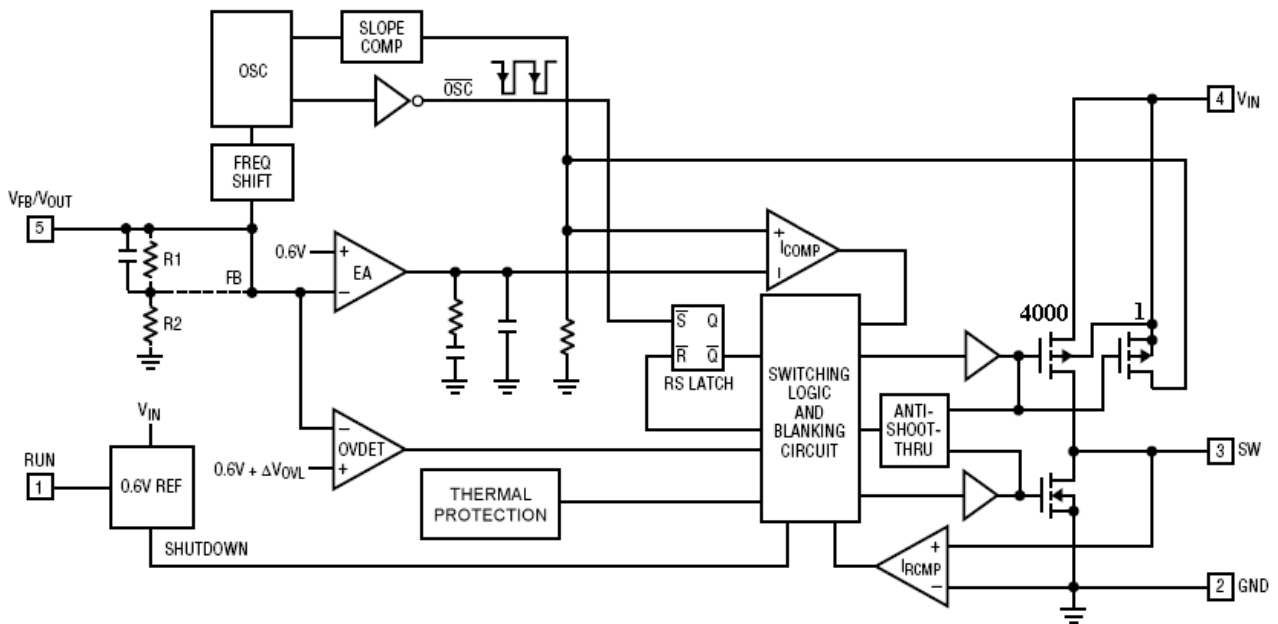 SLOPE
COMP
OSC
OSC
4
VIN
FREQ
SHIFT
VFB/VOUT
5
R1
FB
R2
0.6V
+
EA
−
+
ICOMP
−
4000
1
S Q
R Q
RS LATCH
SWITCHING
LOGIC
AND
BLANKING
CIRCUIT
ANTI-
SHOOT-
THRU
3
SW
VIN
RUN
1
0.6V REF
−
OVDET
+
0.6V + ΔVOVL
THERMAL
PROTECTION
SHUTDOWN
+
IRCMP
−
2
GND